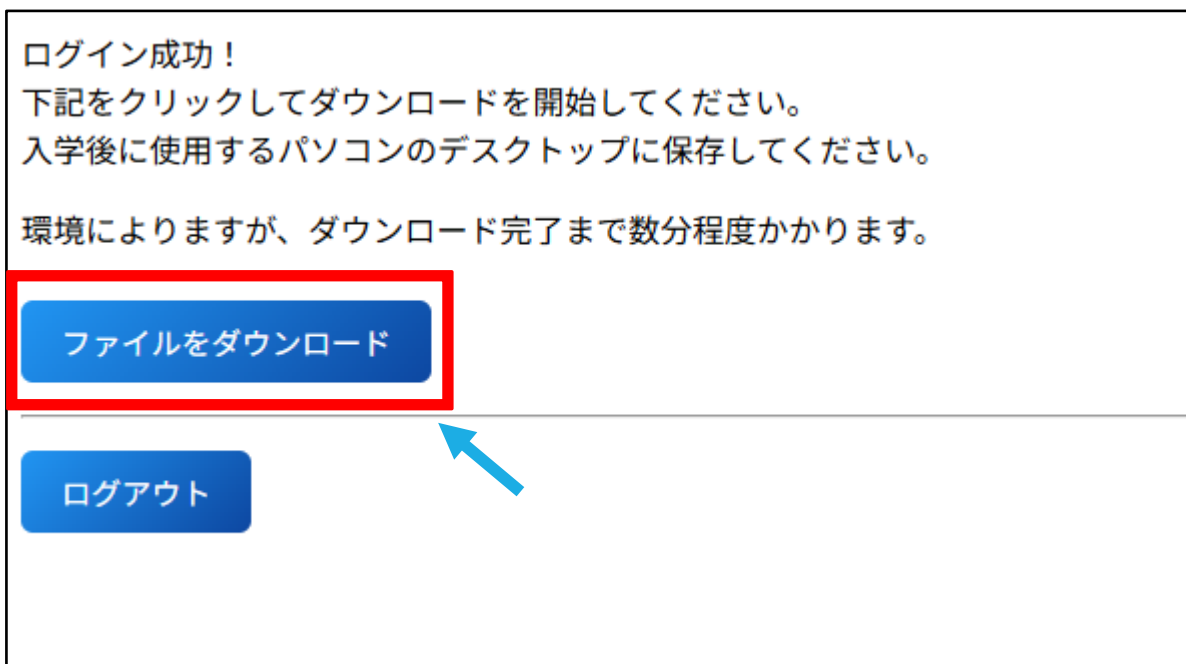 ログイン成功！
下記をクリックしてダウンロードを開始してください。
入学後に使用するパソコンのデスクトップに保存してください。
環境によりますが、ダウンロード完了まで数分程度かかります。
ファイルをダウンロード
ログアウト